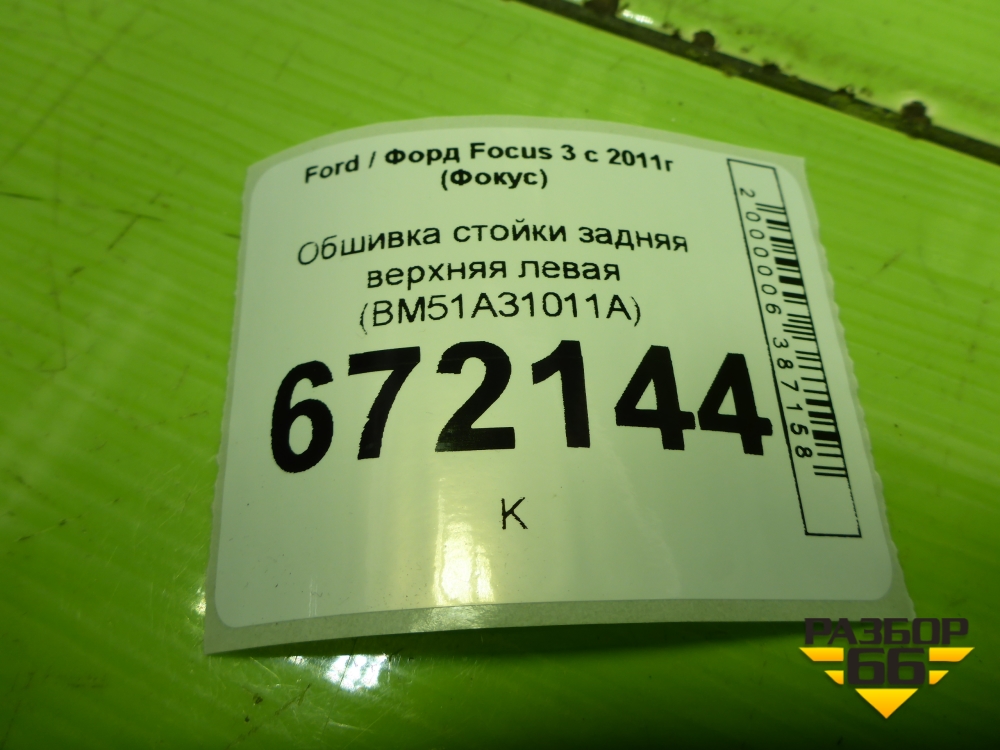 Ford / Форд Focus 3 с 2011г
(Фокус)
Обшивка стойки задняя
верхняя левая
(BM51A31011A)
672144
К
2000006387158
РАЗБОР
66